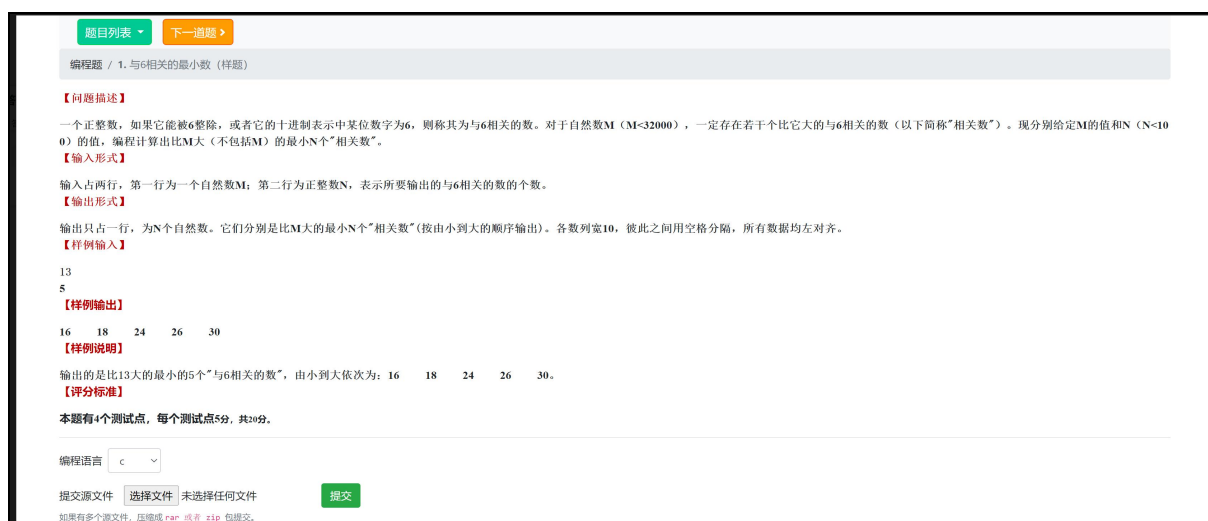 题目列表
下一道题
编程题 / 1. 与6相关的最小数（样题）
【问题描述】
一个正整数，如果它能被6整除，或者它的十进制表示中某位数字为6，则称其为与6相关的数。对于自然数M（M<32000），一定存在若干个比它大的与6相关的数（以下简称"相关数"）。现分别给定M的值和N（N<10
0）的值，编程计算出比M大（不包括M）的最小N个"相关数"。
【输入形式】
输入占两行，第一行为一个自然数M；第二行为正整数N，表示所要输出的与6相关的数的个数。
【输出形式】
输出只占一行，为N个自然数。它们分别是比M大的最小N个"相关数"(按由小到大的顺序输出)。各数列宽10，彼此之间用空格分隔，所有数据均左对齐。
【样例输入】
13
5
【样例输出】
16 18 24 26 30
【样例说明】
输出的是比13大的最小的5个"与6相关的数"，由小到大依次为：16 18 24 26 30。
【评分标准】
本题有4个测试点，每个测试点5分，共20分。
编程语言 c
提交源文件 选择文件 未选择任何文件 提交
如果有多个源文件，压缩成 rar 或者 zip 包提交。